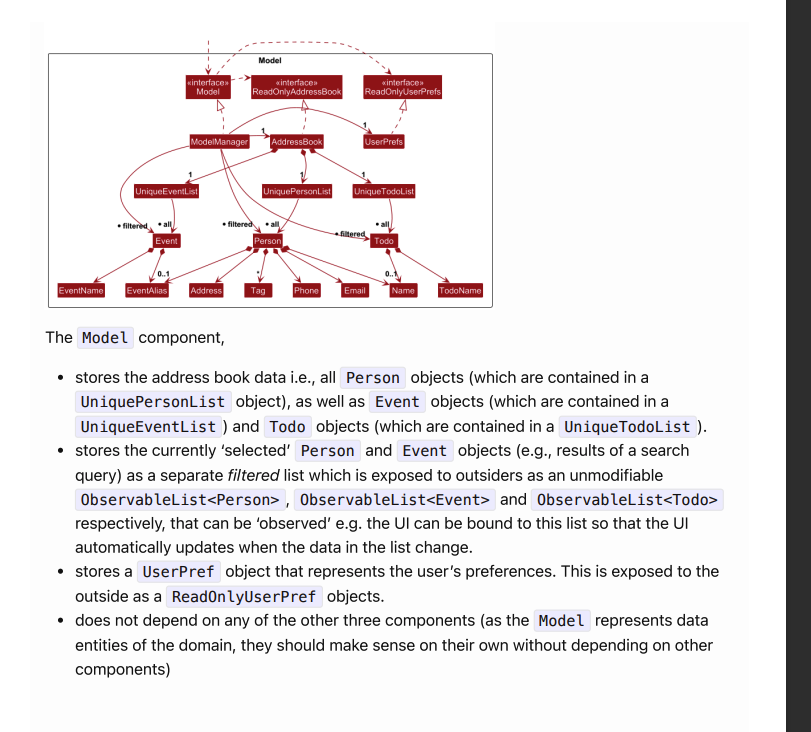 Model
«interface» «interface» «interface»
Model ReadOnlyAddressBook ReadOnlyUserPrefs
1 1
ModelManager AddressBook UserPrefs
1 1 1
UniqueEventList UniquePersonList UniqueTodoList
• filtered • all • filtered • all • filtered • all
Event Person Todo
0..1 * 0..1
EventName EventAlias Address Tag Phone Email Name TodoName
The Model component,
• stores the address book data i.e., all Person objects (which are contained in a
UniquePersonList object), as well as Event objects (which are contained in a
UniqueEventList ) and Todo objects (which are contained in a UniqueTodoList ).
• stores the currently ‘selected’ Person and Event objects (e.g., results of a search
query) as a separate filtered list which is exposed to outsiders as an unmodifiable
ObservableList<Person> , ObservableList<Event> and ObservableList<Todo>
respectively, that can be ‘observed’ e.g. the UI can be bound to this list so that the UI
automatically updates when the data in the list change.
• stores a UserPref object that represents the user’s preferences. This is exposed to the
outside as a ReadOnlyUserPref objects.
• does not depend on any of the other three components (as the Model represents data
entities of the domain, they should make sense on their own without depending on other
components)